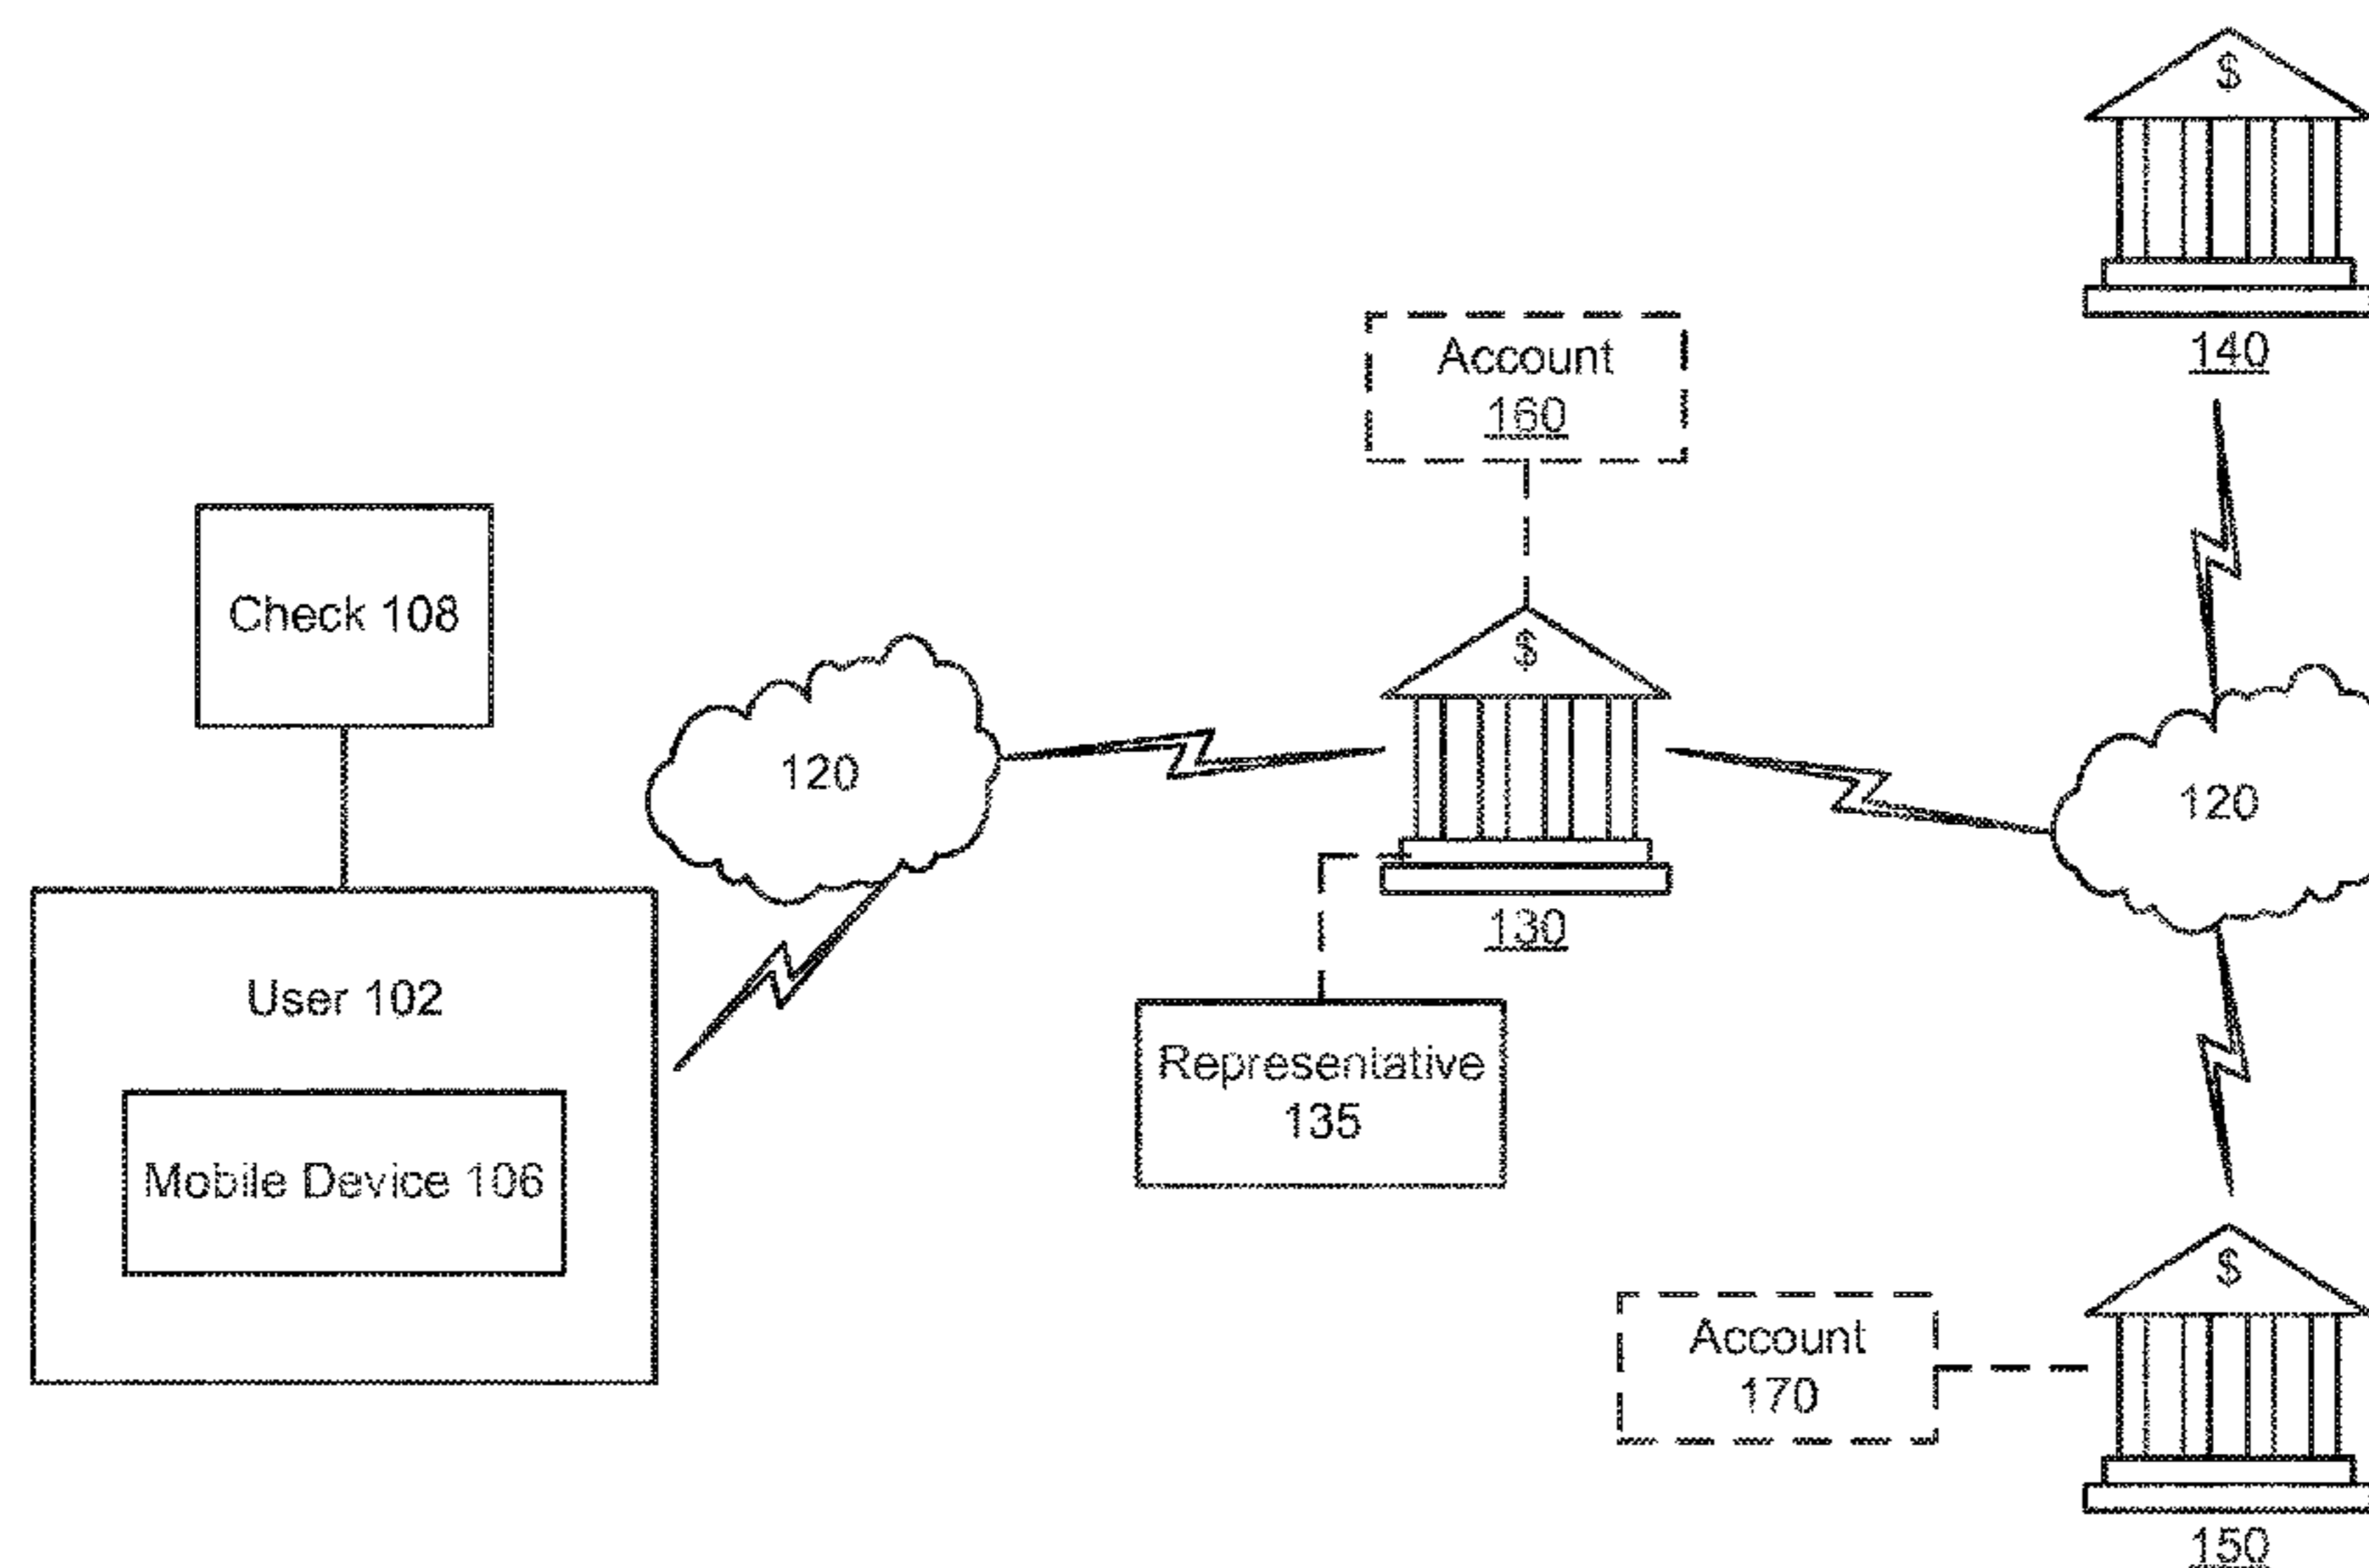 $
140
Account
160
Check 108
$
120
120
130
User 102
Representative
135
Mobile Device 106
$
Account
170
150